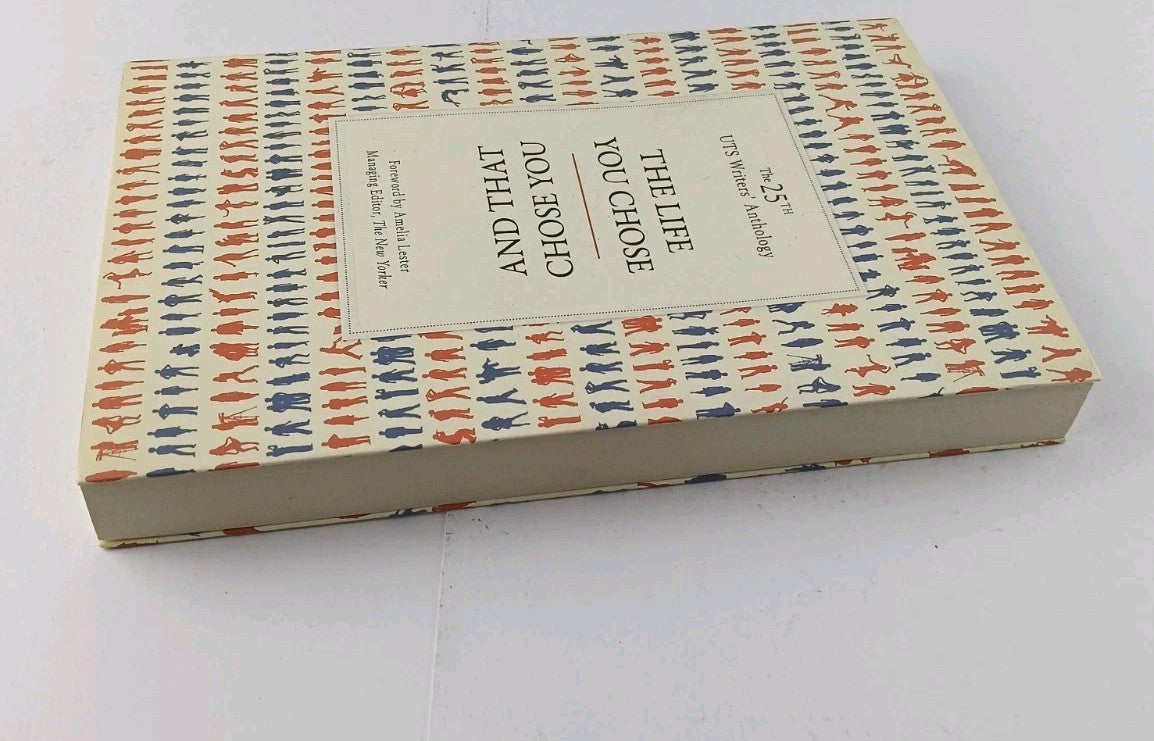 The 25TH
UTS Writers' Anthology
THE LIFE
YOU CHOSE
AND THAT
CHOSE YOU
Foreword by Amelia Lester
Managing Editor, The New Yorker